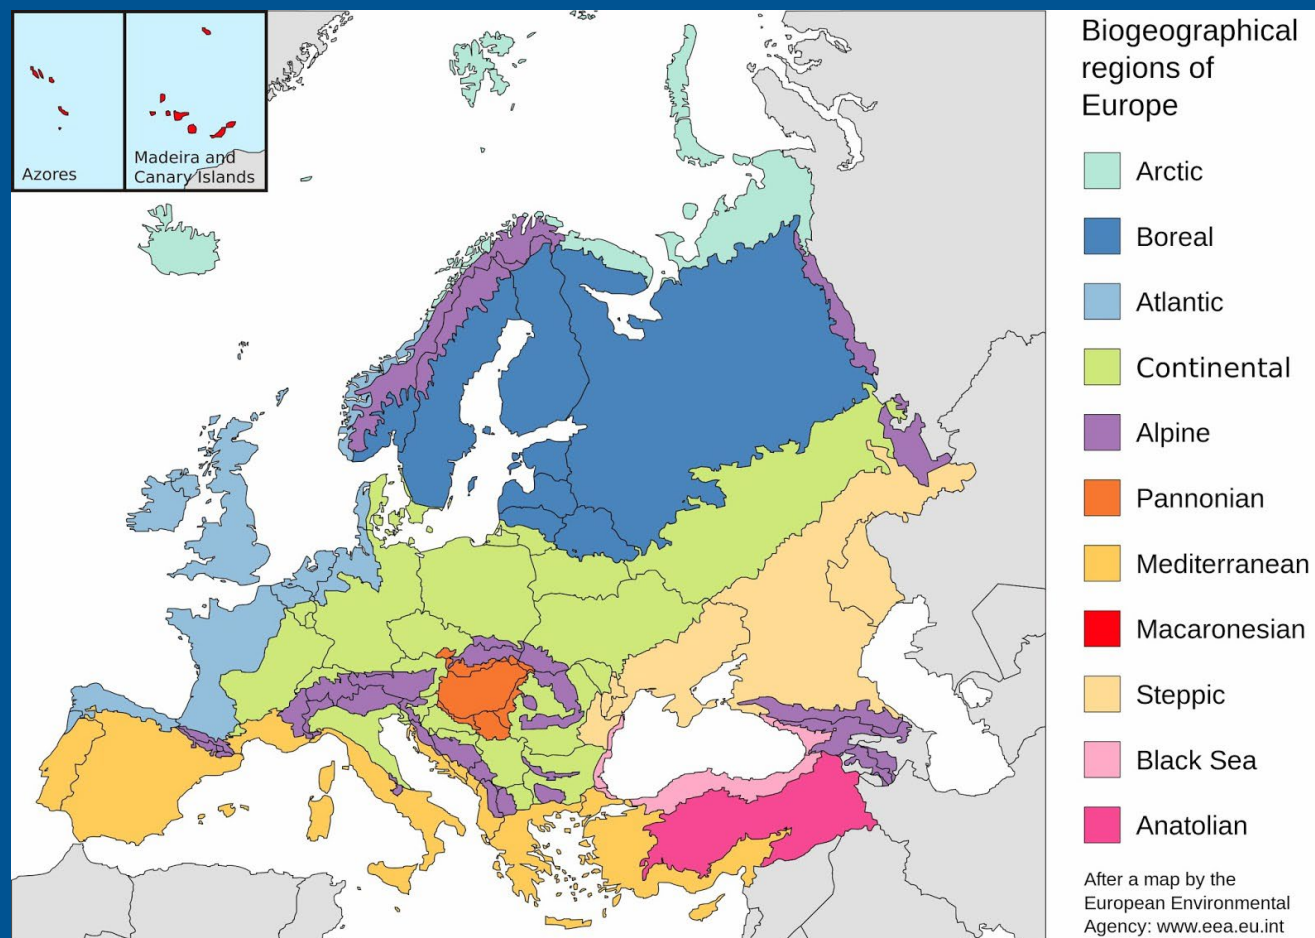 Azores
Madeira and
Canary Islands
Biogeographical
regions of
Europe
Arctic
Boreal
Atlantic
Continental
Alpine
Pannonian
Mediterranean
Macaronesian
Steppic
Black Sea
Anatolian
After a map by the
European Environmental
Agency: www.eea.eu.int